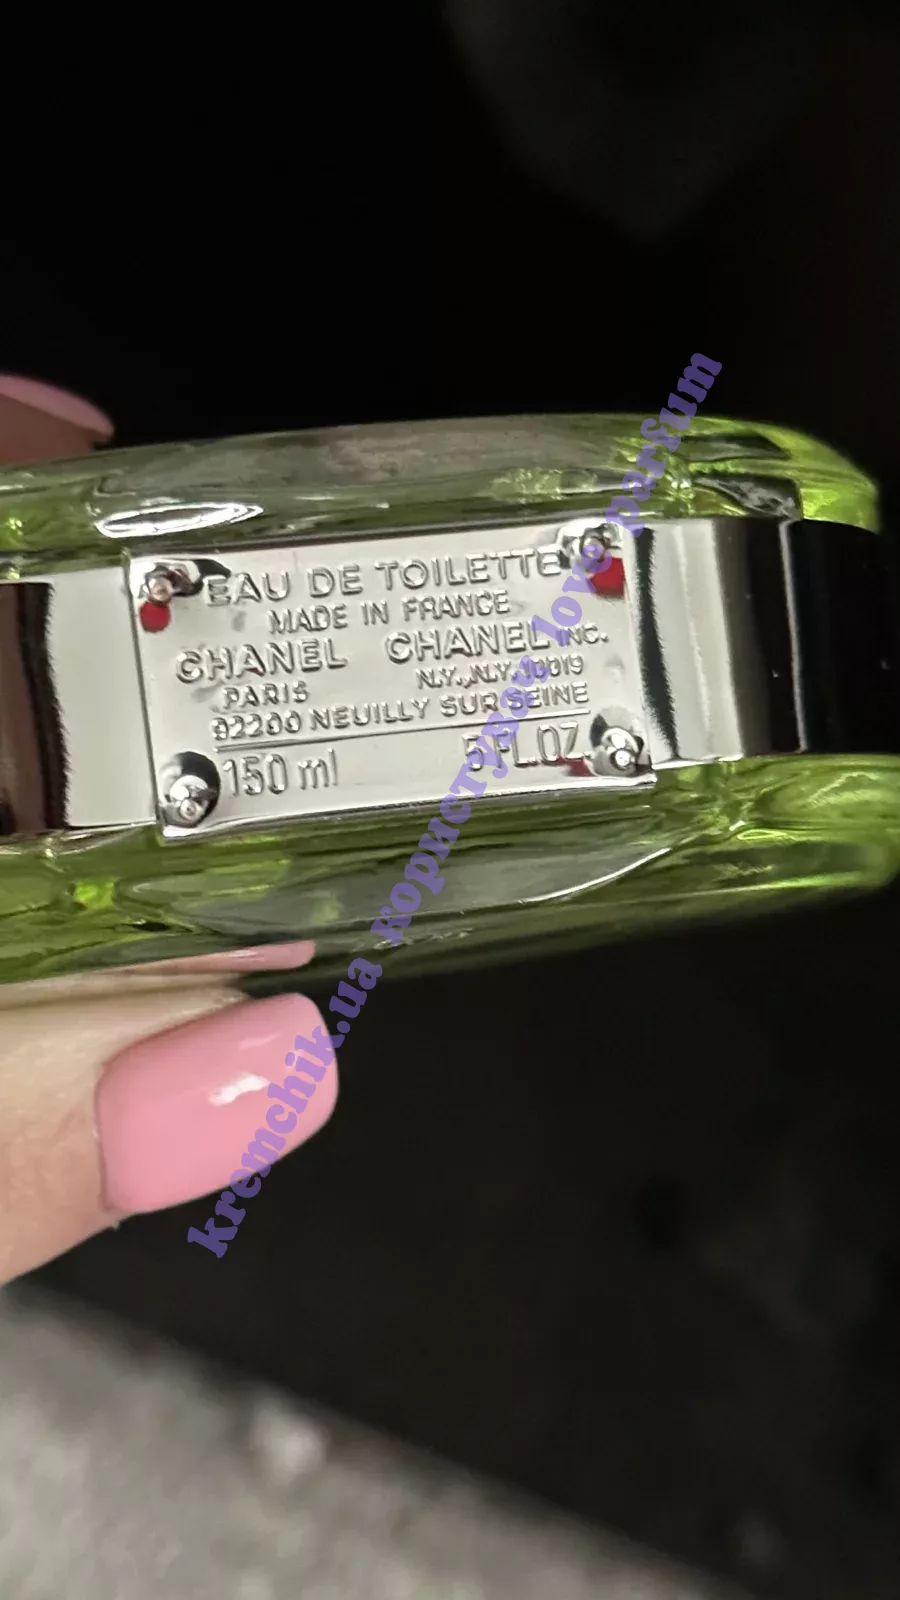 EAU DE TOILETTE
MADE IN FRANCE
CHANEL CHANEL INC.
PARIS N.Y., N.Y. 10019
92200 NEUILLY SUR SEINE
150 ml 5 FL.OZ.
kremchik.ua користувач love parfum